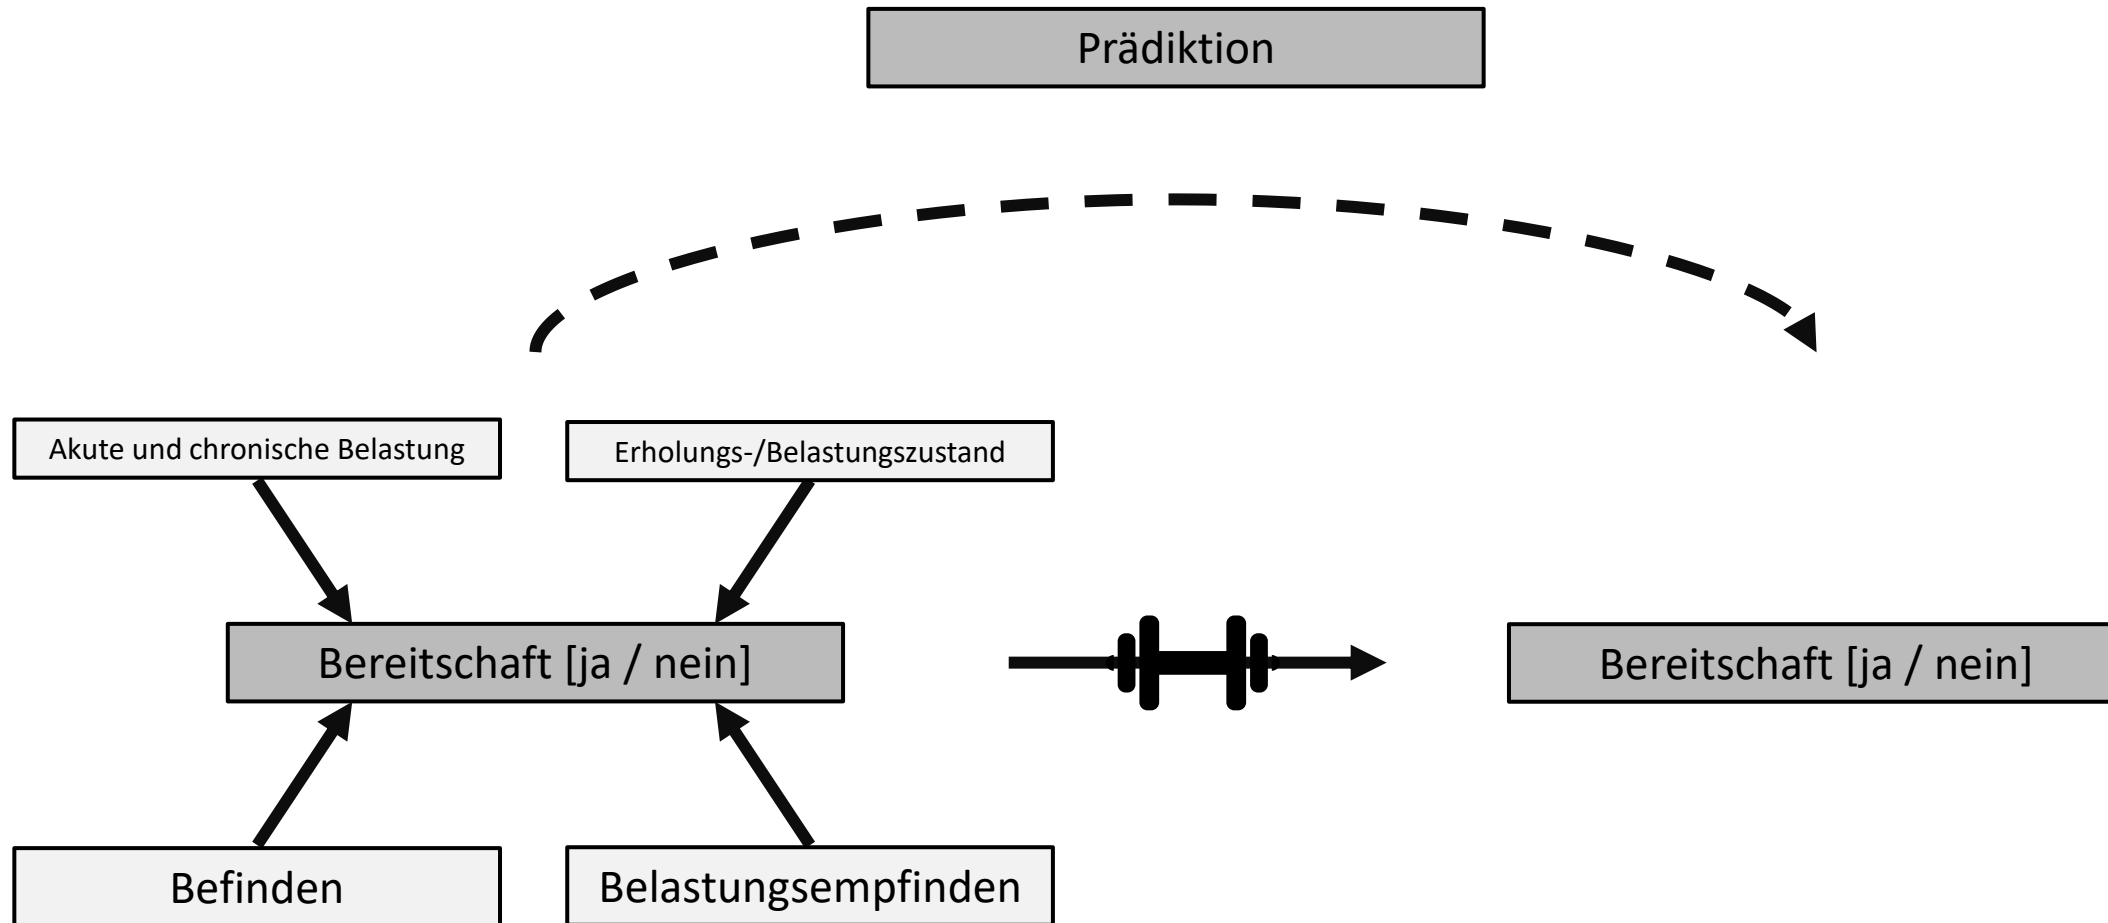 Prädiktion
Akute und chronische Belastung
Erholungs-/Belastungszustand
Bereitschaft [ja / nein]
Bereitschaft [ja / nein]
Befinden
Belastungsempfinden